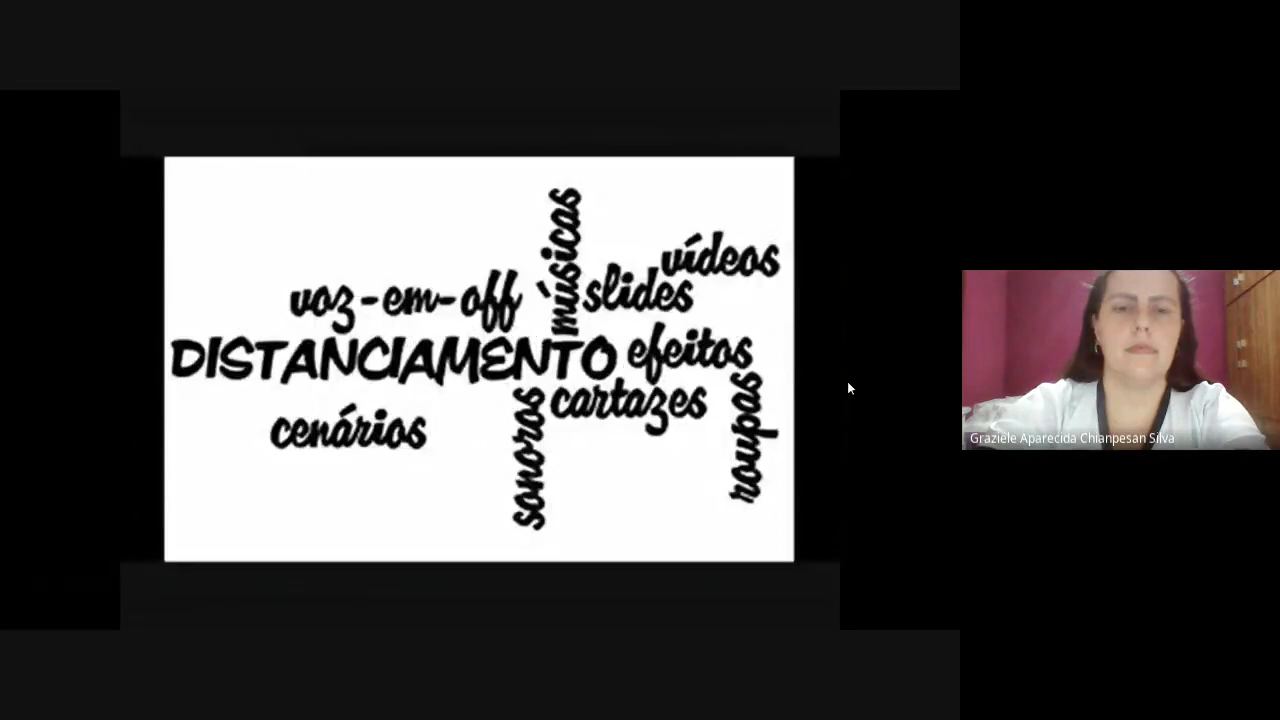 músicas
vídeos
voz-em-off
slides
DISTANCIAMENTO
efeitos
cartazes
roupas
cenários
sonoros
Graziele Aparecida Chianpesan Silva